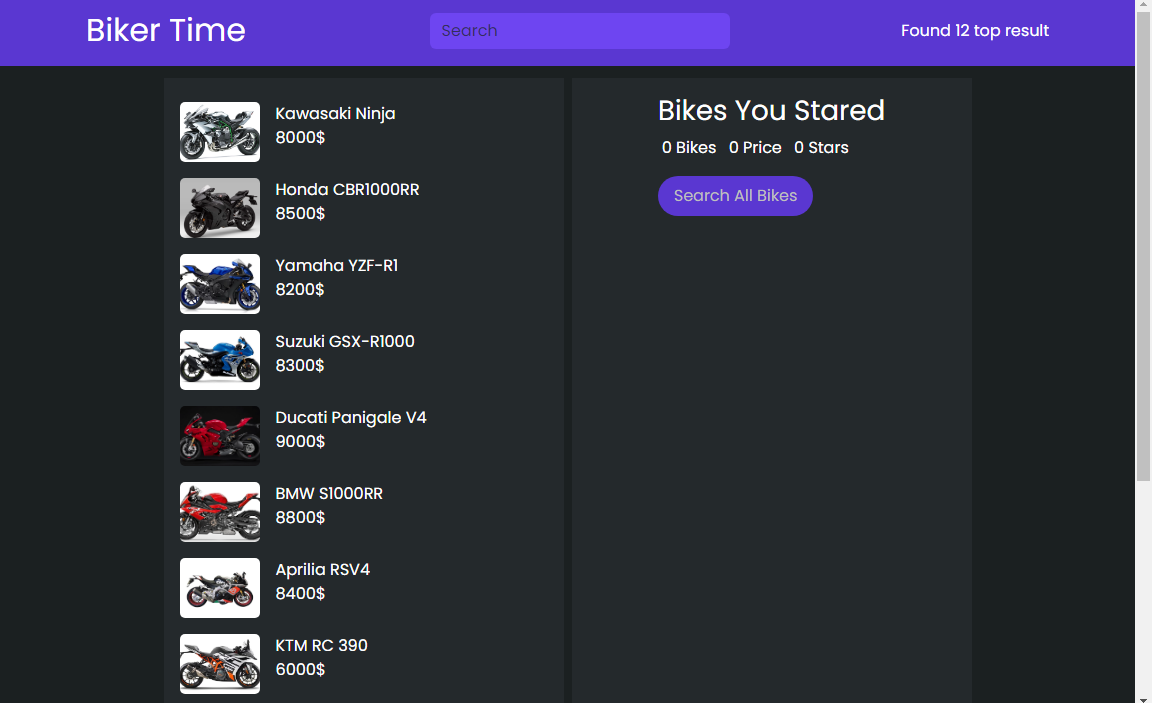 Biker Time
Search
Found 12 top result
Kawasaki Ninja
8000$
Honda CBR1000RR
8500$
Yamaha YZF-R1
8200$
Suzuki GSX-R1000
8300$
Ducati Panigale V4
9000$
BMW S1000RR
8800$
Aprilia RSV4
8400$
KTM RC 390
6000$
Bikes You Stared
0 Bikes 0 Price 0 Stars
Search All Bikes